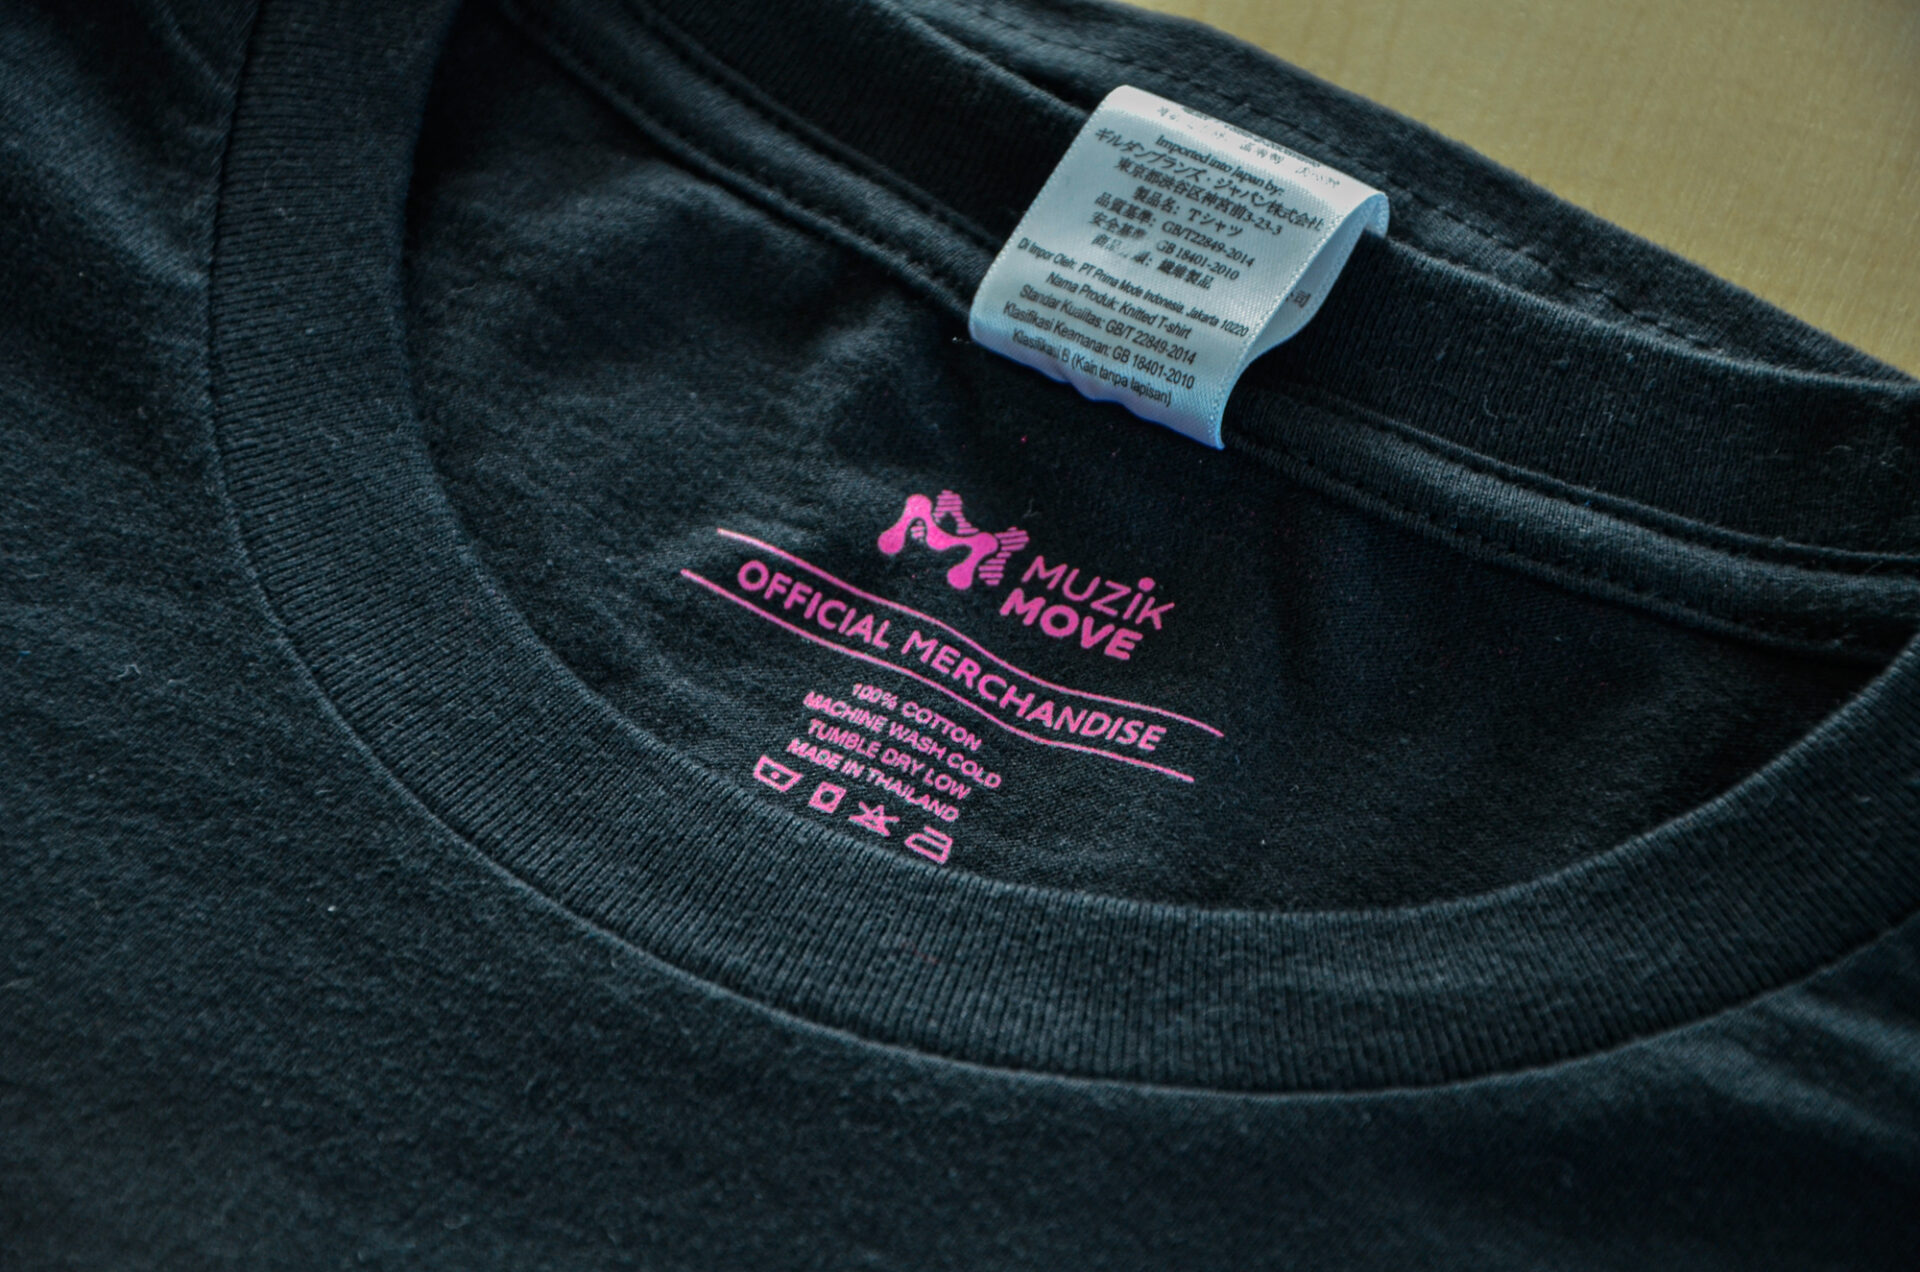 Imported into Japan by:
ギルダンブランズ・ジャパン株式会社
東京都渋谷区神宮前3-23-3
製品名: Tシャツ
品質基準: GB/T22849-2014
安全基準: GB 18401-2010
繊維製品
Di Impor Oleh: PT Prima Mode Indonesia. Jakarta 10220
Nama Produk: Knitted T-shirt
Standar Kualitas: GB/T 22849-2014
Klasifikasi Keamanan: GB 18401-2010
Klasifikasi B (Kain tanpa lapisan)
MUZiK
MOVE
OFFICIAL MERCHANDISE
100% COTTON
MACHINE WASH COLD
TUMBLE DRY LOW
MADE IN THAILAND